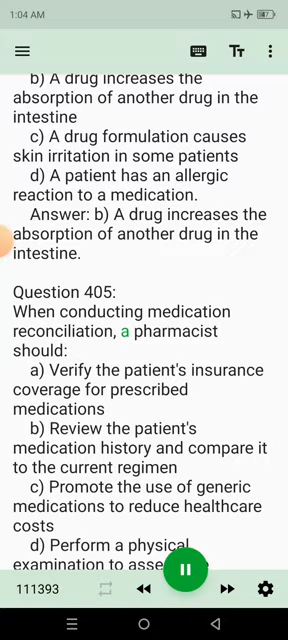 1:04 AM
67
Tт
b) A drug increases the
absorption of another drug in the
intestine
c) A drug formulation causes
skin irritation in some patients
d) A patient has an allergic
reaction to a medication.
Answer: b) A drug increases the
absorption of another drug in the
intestine.
Question 405:
When conducting medication
reconciliation, a pharmacist
should:
a) Verify the patient's insurance
coverage for prescribed
medications
b) Review the patient's
medication history and compare it
to the current regimen
c) Promote the use of generic
medications to reduce healthcare
costs
d) Perform a physical
examination to
111393